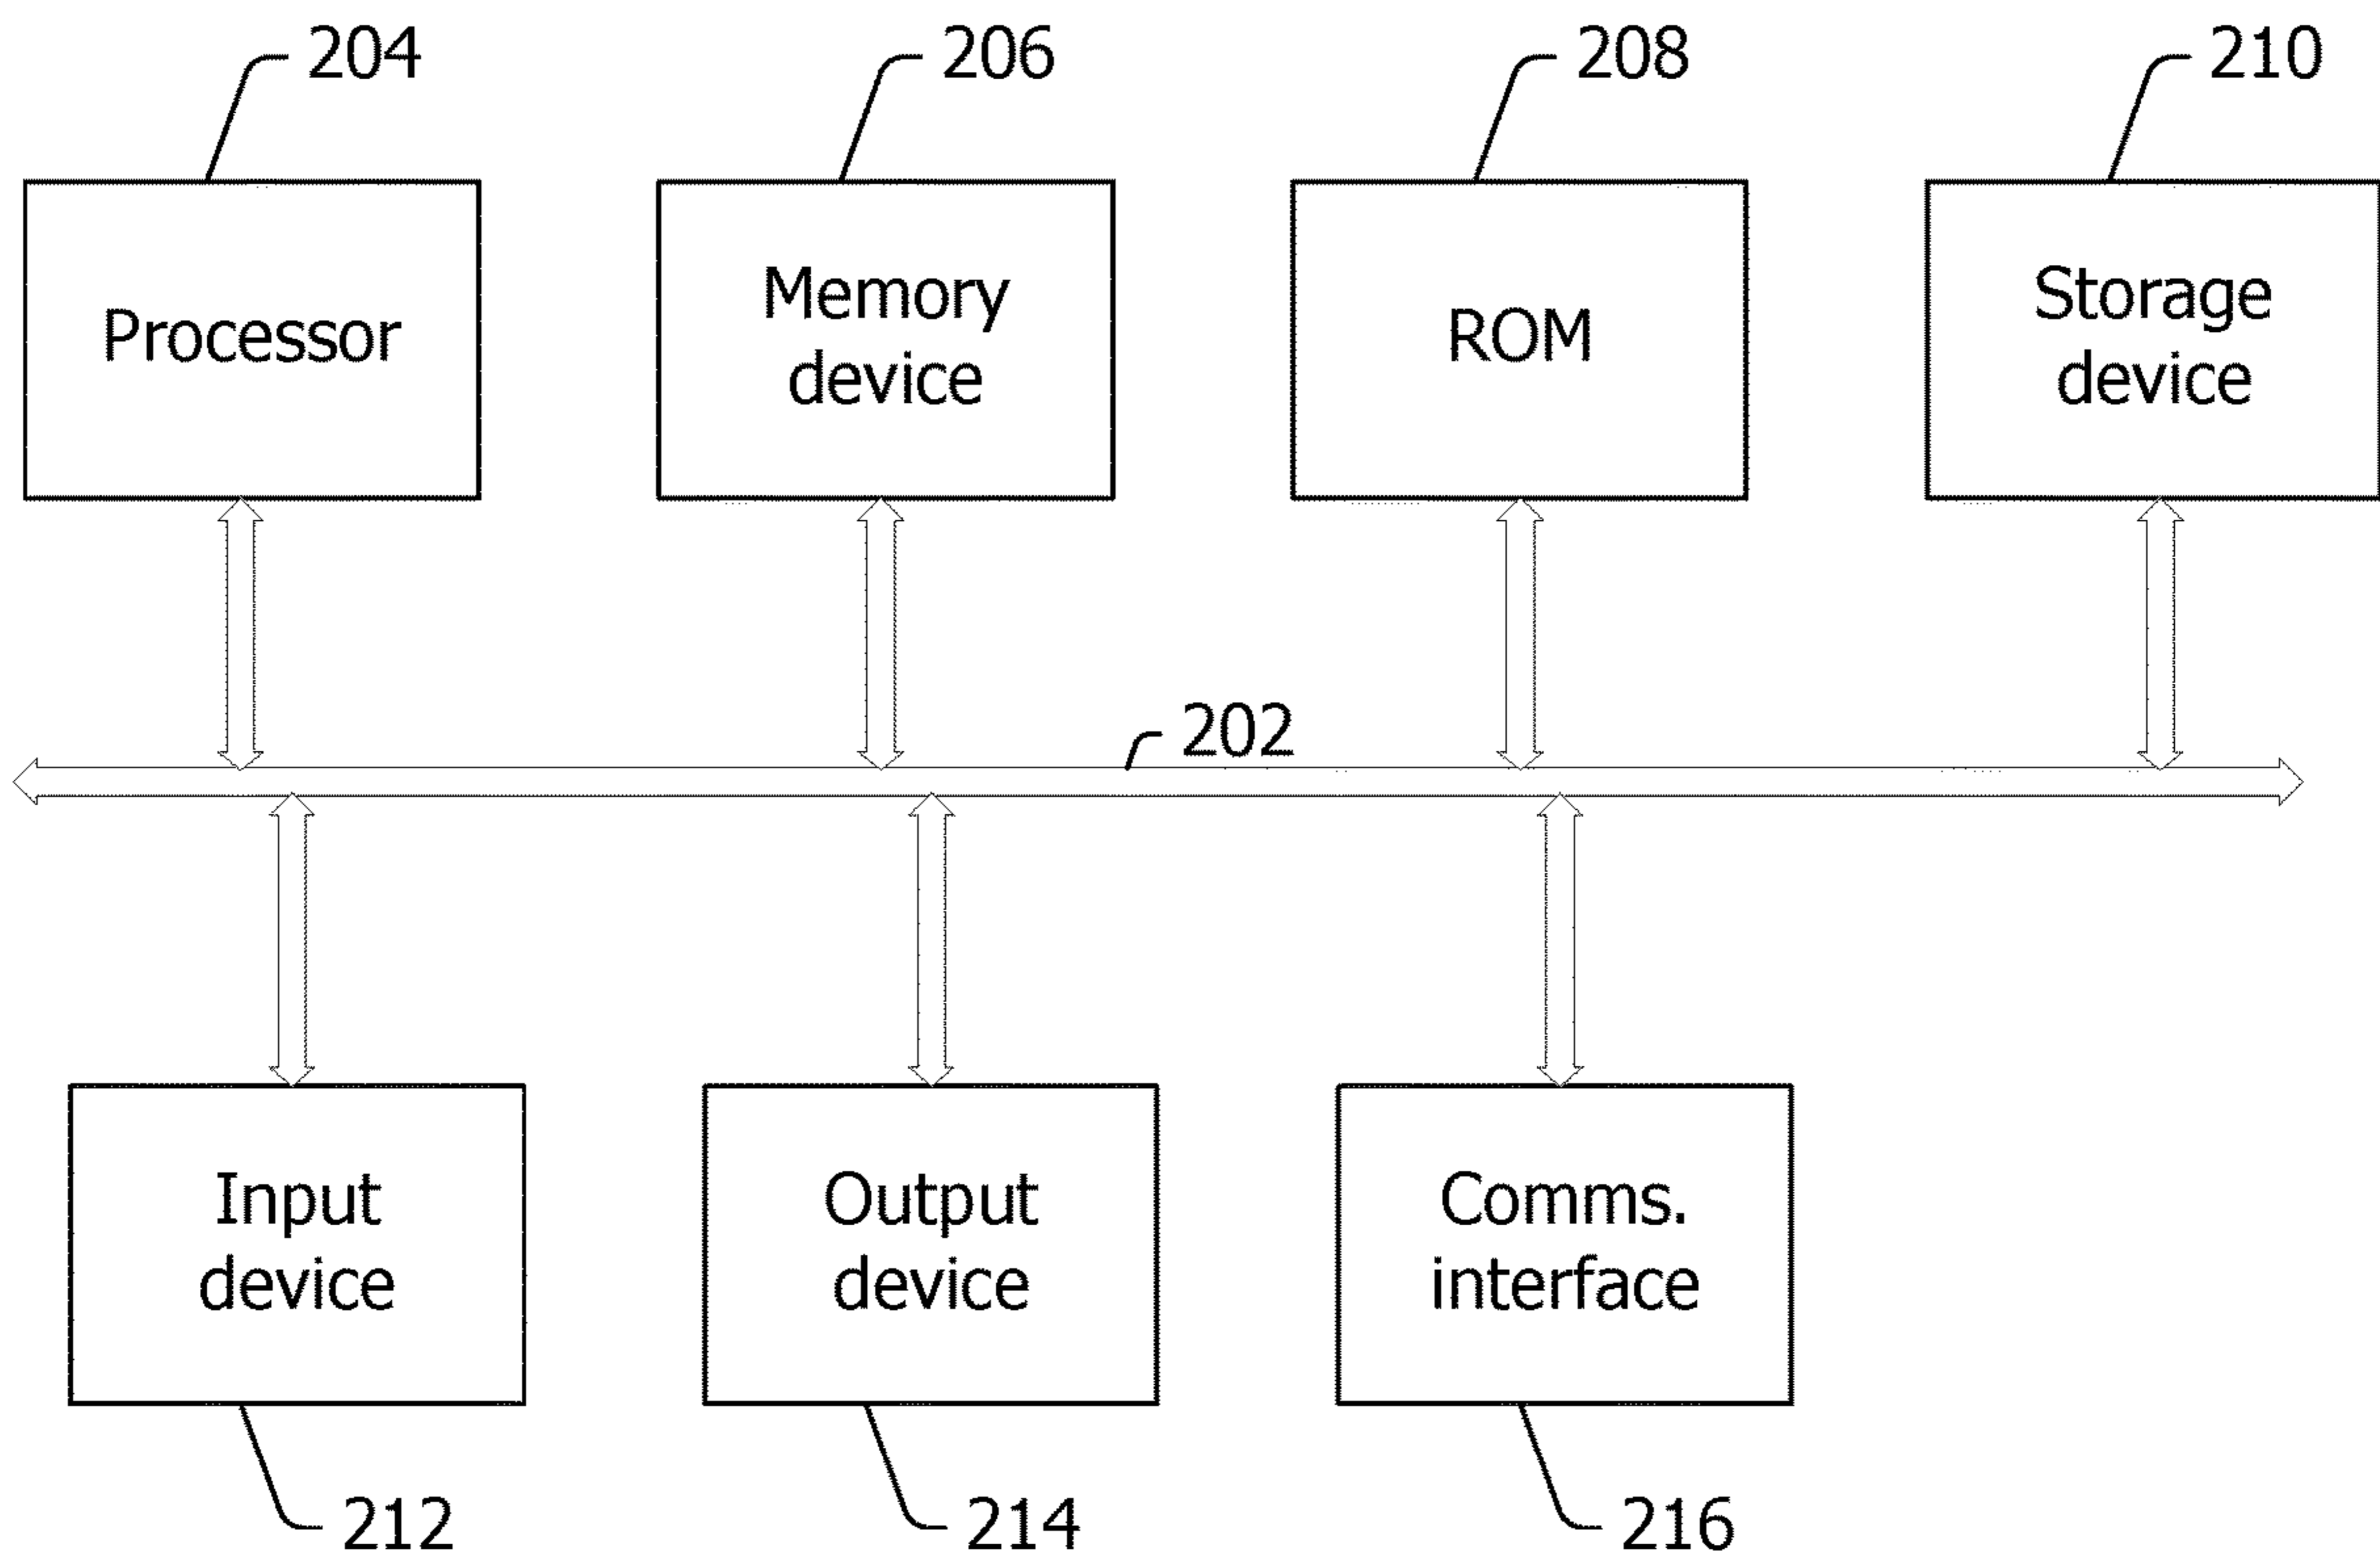 204
206
208
210
Processor
Memory
device
ROM
Storage
device
202
Input
device
Output
device
Comms.
interface
212
214
216